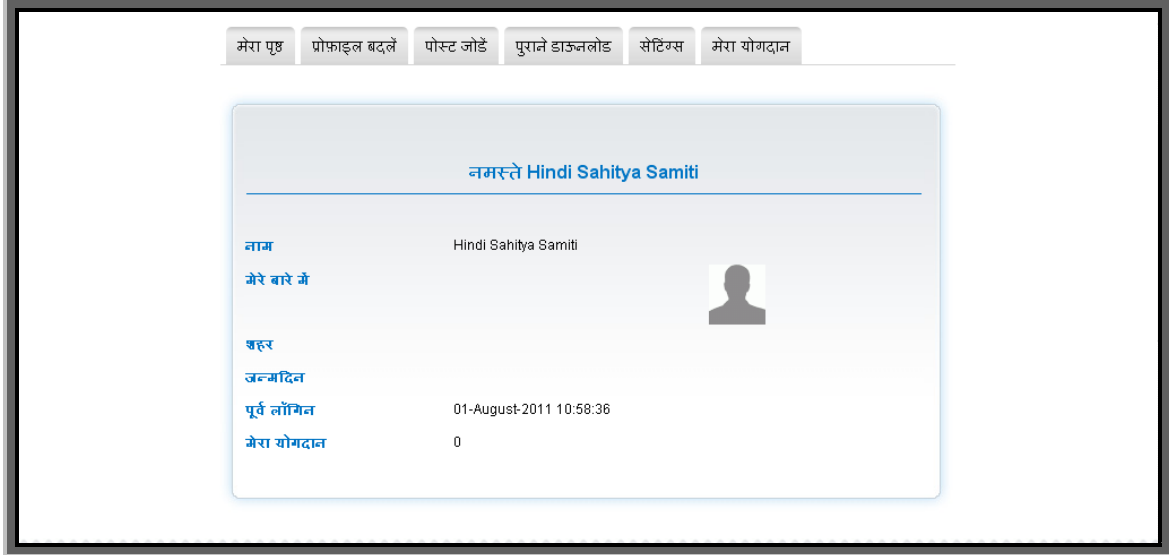 मेरा पृष्ठ प्रोफ़ाइल बदलें पोस्ट जोडें पुराने डाऊनलोड सेटिंग्स मेरा योगदान
नमस्ते Hindi Sahitya Samiti
नाम Hindi Sahitya Samiti
मेरे बारे में
शहर
जन्मदिन
पूर्व लॉगिन 01-August-2011 10:58:36
मेरा योगदान 0